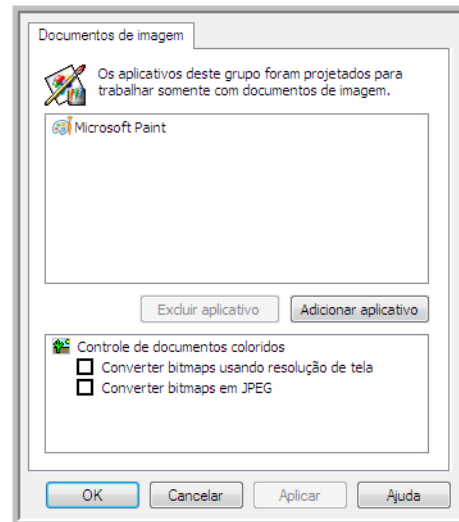 Documentos de imagem
Os aplicativos deste grupo foram projetados para
trabalhar somente com documentos de imagem.
Microsoft Paint
Excluir aplicativo Adicionar aplicativo
Controle de documentos coloridos
Converter bitmaps usando resolução de tela
Converter bitmaps em JPEG
OK Cancelar Aplicar Ajuda